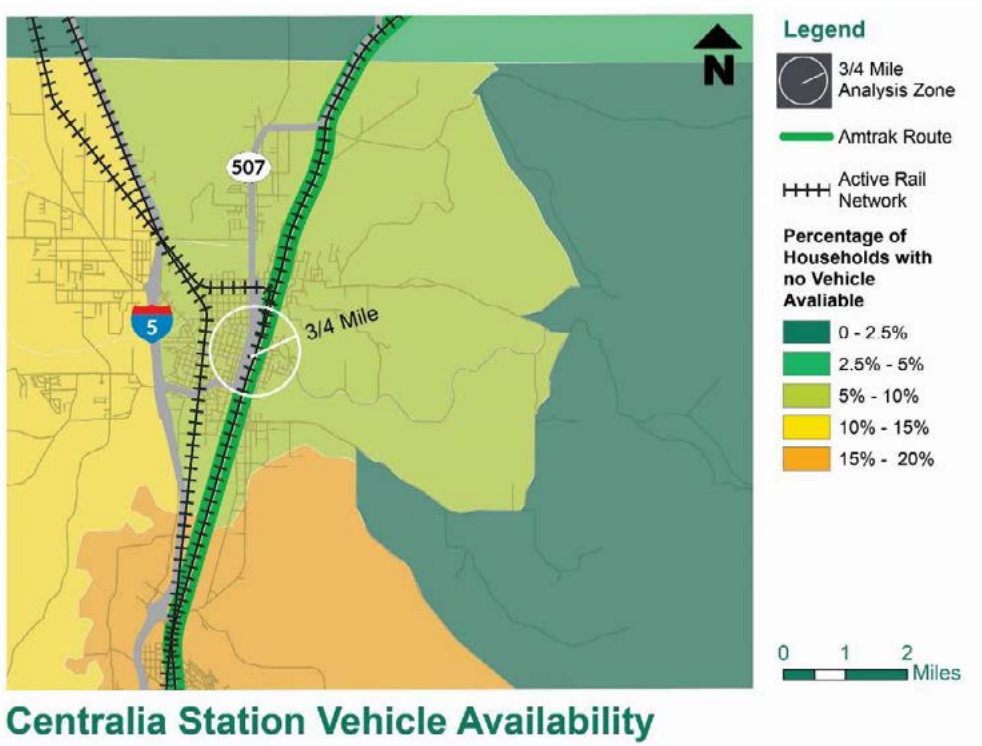 N
507
5
3/4 Mile
Legend
3/4 Mile
Analysis Zone
Amtrak Route
Active Rail
Network
Percentage of
Households with
no Vehicle
Avaliable
0 - 2.5%
2.5% - 5%
5% - 10%
10% - 15%
15% - 20%
0 1 2
Miles
Centralia Station Vehicle Availability